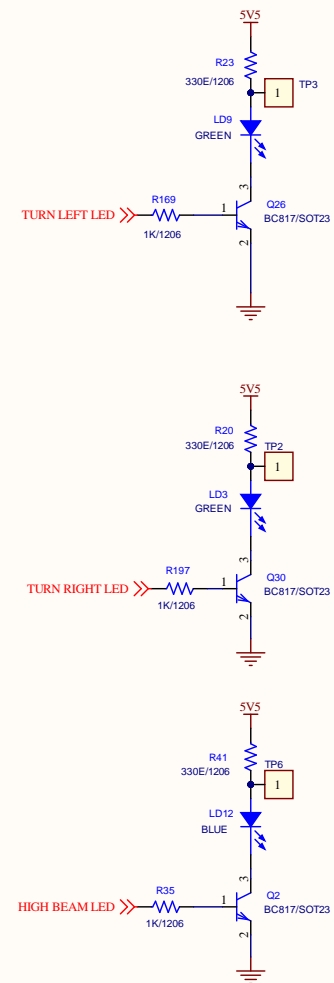 5V5
R23
330E/1206
TP3
1
LD9
GREEN
3
R169
Q26
TURN LEFT LED
1
BC817/SOT23
1K/1206
2
5V5
R20
330E/1206
TP2
1
LD3
GREEN
3
R197
Q30
TURN RIGHT LED
1
BC817/SOT23
1K/1206
2
5V5
R41
330E/1206
TP6
1
LD12
BLUE
3
R35
Q2
HIGH BEAM LED
1
BC817/SOT23
1K/1206
2